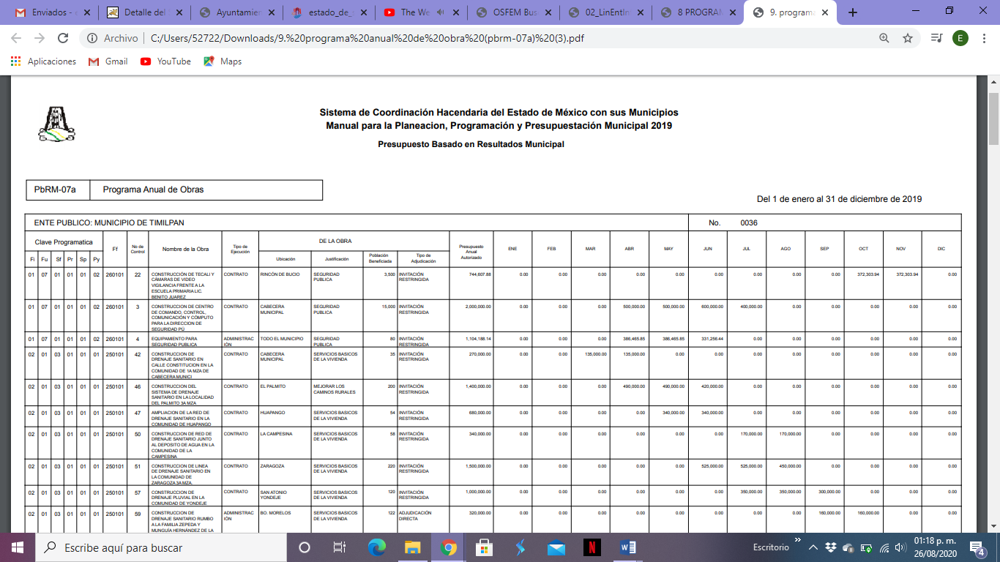 Enviados - e
Detalle del
Ayuntamien
estado_de_
The We
OSFEM Bus
02_LinEntIn
8 PROGRAM
9. programa
Archivo C:/Users/52722/Downloads/9.%20programa%20anual%20de%20obra%20(pbrm-07a)%20(3).pdf
E
Aplicaciones Gmail YouTube Maps
Sistema de Coordinación Hacendaria del Estado de México con sus Municipios
Manual para la Planeacion, Programación y Presupuestación Municipal 2019
Presupuesto Basado en Resultados Municipal
PbRM-07a Programa Anual de Obras
Del 1 de enero al 31 de diciembre de 2019
ENTE PUBLICO: MUNICIPIO DE TIMILPAN No. 0036
Clave Programatica
Fi Fu Sf Pr Sp Py
Ff
No de
Control
Nombre de la Obra
Tipo de
Ejecución
DE LA OBRA
Ubicación
Justificación
Población
Beneficiada
Tipo de
Adjudicación
Presupuesto
Anual
Autorizado
ENE FEB MAR ABR MAY JUN JUL AGO SEP OCT NOV DIC
01 07 01 01 01 02 260101 22
CONSTRUCCIÓN DE TECALI Y
CÁMARAS DE VIDEO
VIGILANCIA FRENTE A LA
ESCUELA PRIMARIA LIC.
BENITO JUAREZ
CONTRATO
RINCÓN DE BUCIO
SEGURIDAD
PUBLICA
3,500
INVITACIÓN
RESTRINGIDA
744,607.88 0.00 0.00 0.00 0.00 0.00 0.00 0.00 0.00 0.00 372,303.94 372,303.94 0.00
01 07 01 01 01 02 260101 3
CONSTRUCCION DE CENTRO
DE COMANDO, CONTROL,
COMUNICACIÓN Y CÓMPUTO
PARA LA DIRECCION DE
SEGURIDAD PÚ
CONTRATO
CABECERA
MUNICIPAL
SEGURIDAD
PUBLICA
15,000
INVITACIÓN
RESTRINGIDA
2,000,000.00 0.00 0.00 0.00 500,000.00 500,000.00 600,000.00 400,000.00 0.00 0.00 0.00 0.00 0.00
01 07 01 01 01 02 260101 4
EQUIPAMIENTO PARA
SEGURIDAD PUBLICA
ADMINISTRAC
IÓN
TODO EL MUNICIPIO
SEGURIDAD
PUBLICA
80
INVITACIÓN
RESTRINGIDA
1,104,188.14 0.00 0.00 0.00 386,465.85 386,465.85 331,256.44 0.00 0.00 0.00 0.00 0.00 0.00
02 01 03 01 01 01 250101 42
CONSTRUCCION DE
DRENAJE SANITARIO EN
CALLE CONSTITUCION EN LA
COMUNIDAD DE 1A MZA DE
CABECERA MUNICI
CONTRATO
CABECERA
MUNICIPAL
SERVICIOS BASICOS
DE LA VIVIENDA
35
INVITACIÓN
RESTRINGIDA
270,000.00 0.00 0.00 135,000.00 135,000.00 0.00 0.00 0.00 0.00 0.00 0.00 0.00 0.00
02 01 03 01 01 01 250101 46
CONSTRUCCION DEL
SISTEMA DE DRENAJE
SANITARIO EN LA LOCALIDAD
DEL PALMITO 3A MZA
CONTRATO
EL PALMITO
MEJORAR LOS
CAMINOS RURALES
200
INVITACIÓN
RESTRINGIDA
1,400,000.00 0.00 0.00 0.00 490,000.00 490,000.00 420,000.00 0.00 0.00 0.00 0.00 0.00 0.00
02 01 03 01 01 01 250101 47
AMPLIACION DE LA RED DE
DRENAJE SANITARIO EN LA
COMUNIDAD DE HUAPANGO
CONTRATO
HUAPANGO
SERVICIOS BASICOS
DE LA VIVIENDA
54
INVITACIÓN
RESTRINGIDA
680,000.00 0.00 0.00 0.00 0.00 340,000.00 340,000.00 0.00 0.00 0.00 0.00 0.00 0.00
02 01 03 01 01 01 250101 50
CONSTRUCCION DE RED DE
DRENAJE SANITARIO JUNTO
AL DEPOSITO DE AGUA EN LA
COMUNIDAD DE LA
CAMPESINA
CONTRATO
LA CAMPESINA
SERVICIOS BASICOS
DE LA VIVIENDA
58
INVITACIÓN
RESTRINGIDA
340,000.00 0.00 0.00 0.00 0.00 0.00 0.00 170,000.00 170,000.00 0.00 0.00 0.00 0.00
02 01 03 01 01 01 250101 51
CONSTRUCCION DE LINEA
DE DRENAJE SANITARIO EN
LA COMUNIDAD DE
ZARAGOZA 3A MZA.
CONTRATO
ZARAGOZA
SERVICIOS BASICOS
DE LA VIVIENDA
220
INVITACIÓN
RESTRINGIDA
1,500,000.00 0.00 0.00 0.00 0.00 0.00 525,000.00 525,000.00 450,000.00 0.00 0.00 0.00 0.00
02 01 03 01 01 01 250101 57
CONSTRUCCION DE
DRENAJE PLUVIAL EN LA
COMUNIDAD DE YONDEJE
CONTRATO
SAN ATONIO
YONDEJE
SERVICIOS BASICOS
DE LA VIVIENDA
120
INVITACIÓN
RESTRINGIDA
1,000,000.00 0.00 0.00 0.00 0.00 0.00 0.00 350,000.00 350,000.00 300,000.00 0.00 0.00 0.00
02 01 03 01 01 01 250101 59
CONSTRUCCION DE
DRENAJE SANITARIO RUMBO
A LA FAMILIA ZEPEDA Y
MUNGUÍA HERNÁNDEZ DE LA
ADMINISTRAC
IÓN
BO. MORELOS
SERVICIOS BASICOS
DE LA VIVIENDA
122
ADJUDICACIÓN
DIRECTA
320,000.00 0.00 0.00 0.00 0.00 0.00 0.00 0.00 0.00 160,000.00 160,000.00 0.00 0.00
Escribe aquí para buscar
Escritorio
01:18 p. m.
26/08/2020
4